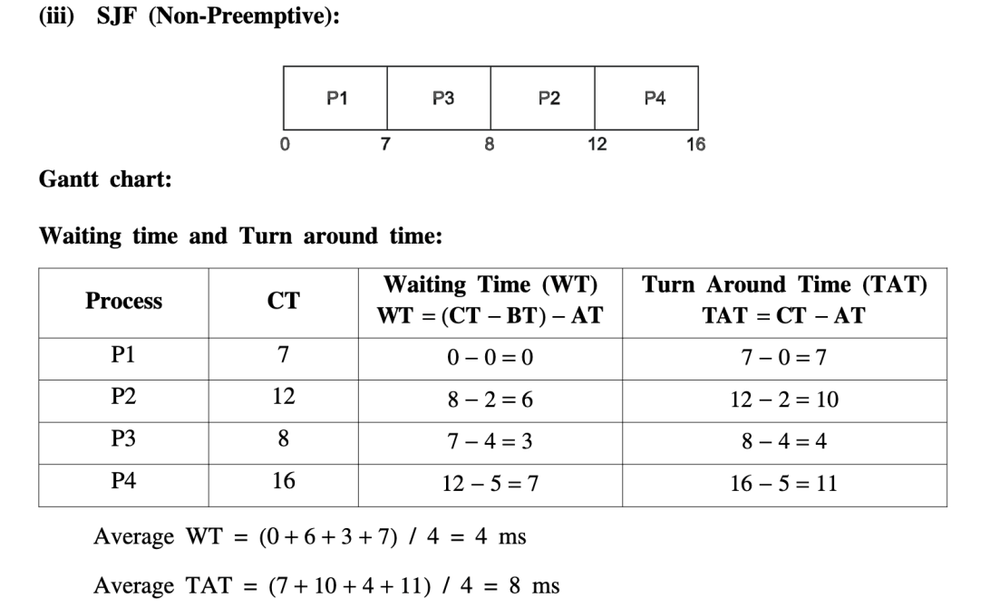 (iii) SJF (Non-Preemptive):
P1 P3 P2 P4
0 7 8 12 16
Gantt chart:
Waiting time and Turn around time:
Process CT Waiting Time (WT) Turn Around Time (TAT)
WT = (CT – BT) – AT TAT = CT – AT
P1 7 0 – 0 = 0 7 – 0 = 7
P2 12 8 – 2 = 6 12 – 2 = 10
P3 8 7 – 4 = 3 8 – 4 = 4
P4 16 12 – 5 = 7 16 – 5 = 11
Average WT = (0 + 6 + 3 + 7) / 4 = 4 ms
Average TAT = (7 + 10 + 4 + 11) / 4 = 8 ms